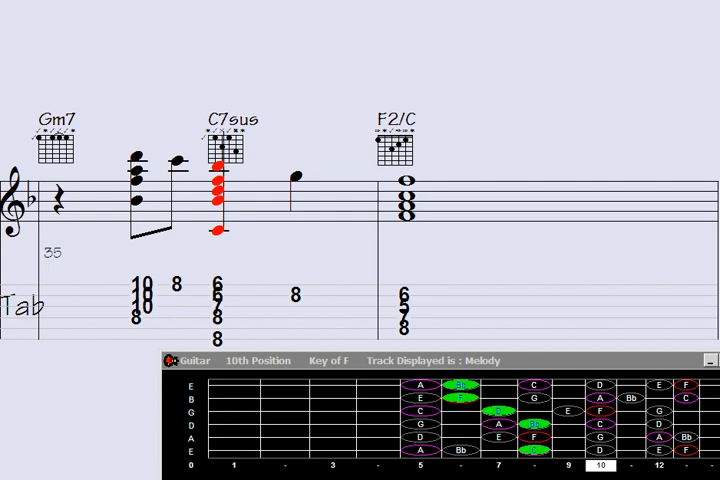 Gm7 C7sus F2/C
35
10 8 6
10 6 8 6
Tab 10 7 5
8 8 7
8
8
Guitar 10th Position Key of F Track Displayed is : Melody
E A Bb C D E F
B E F G A Bb C
G C D E F G
D G A Bb C D
A D E F G A Bb
E A Bb C D E F
0 1 - 3 - 5 - 7 - 9 10 - 12 -